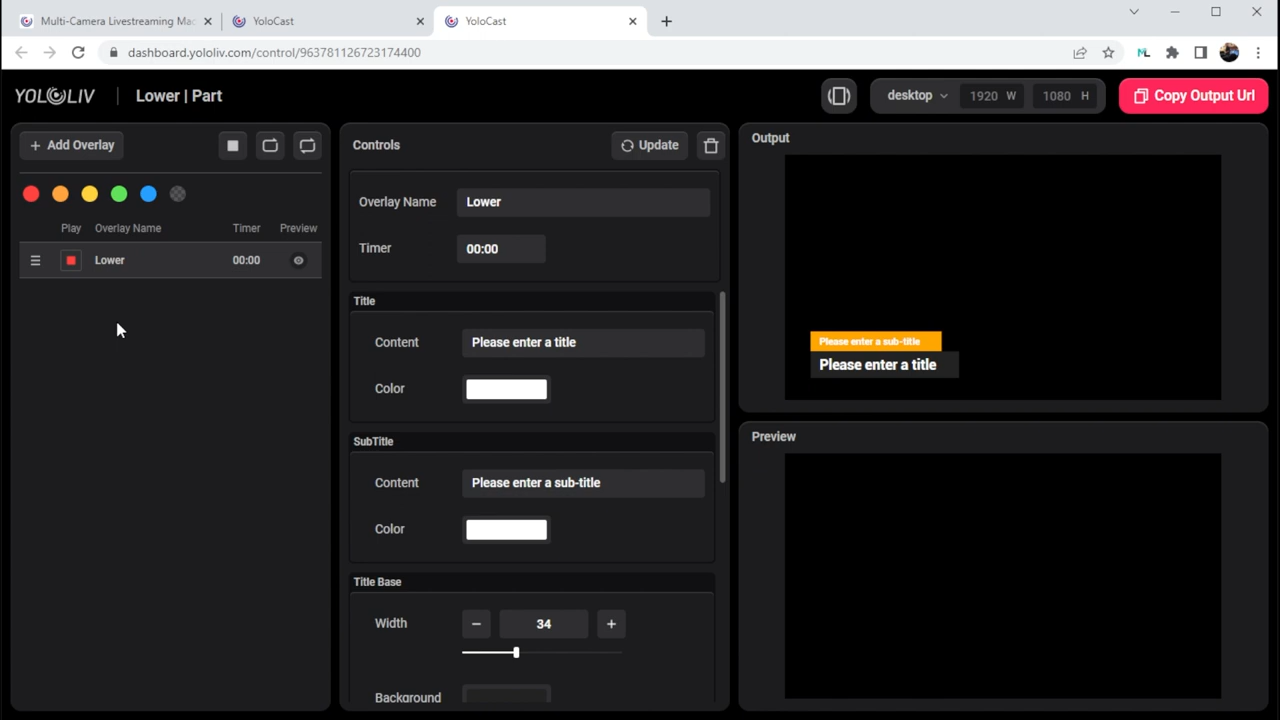 Multi-Camera Livestreaming Mac
YoloCast
YoloCast
dashboard.yololiv.com/control/963781126723174400
YOLOLIV
Lower | Part
desktop
1920 W
1080 H
Copy Output Url
+ Add Overlay
Play Overlay Name Timer Preview
Lower 00:00
Controls
Update
Overlay Name Lower
Timer 00:00
Title
Content Please enter a title
Color
SubTitle
Content Please enter a sub-title
Color
Title Base
Width − 34 +
Background
Output
Please enter a sub-title
Please enter a title
Preview